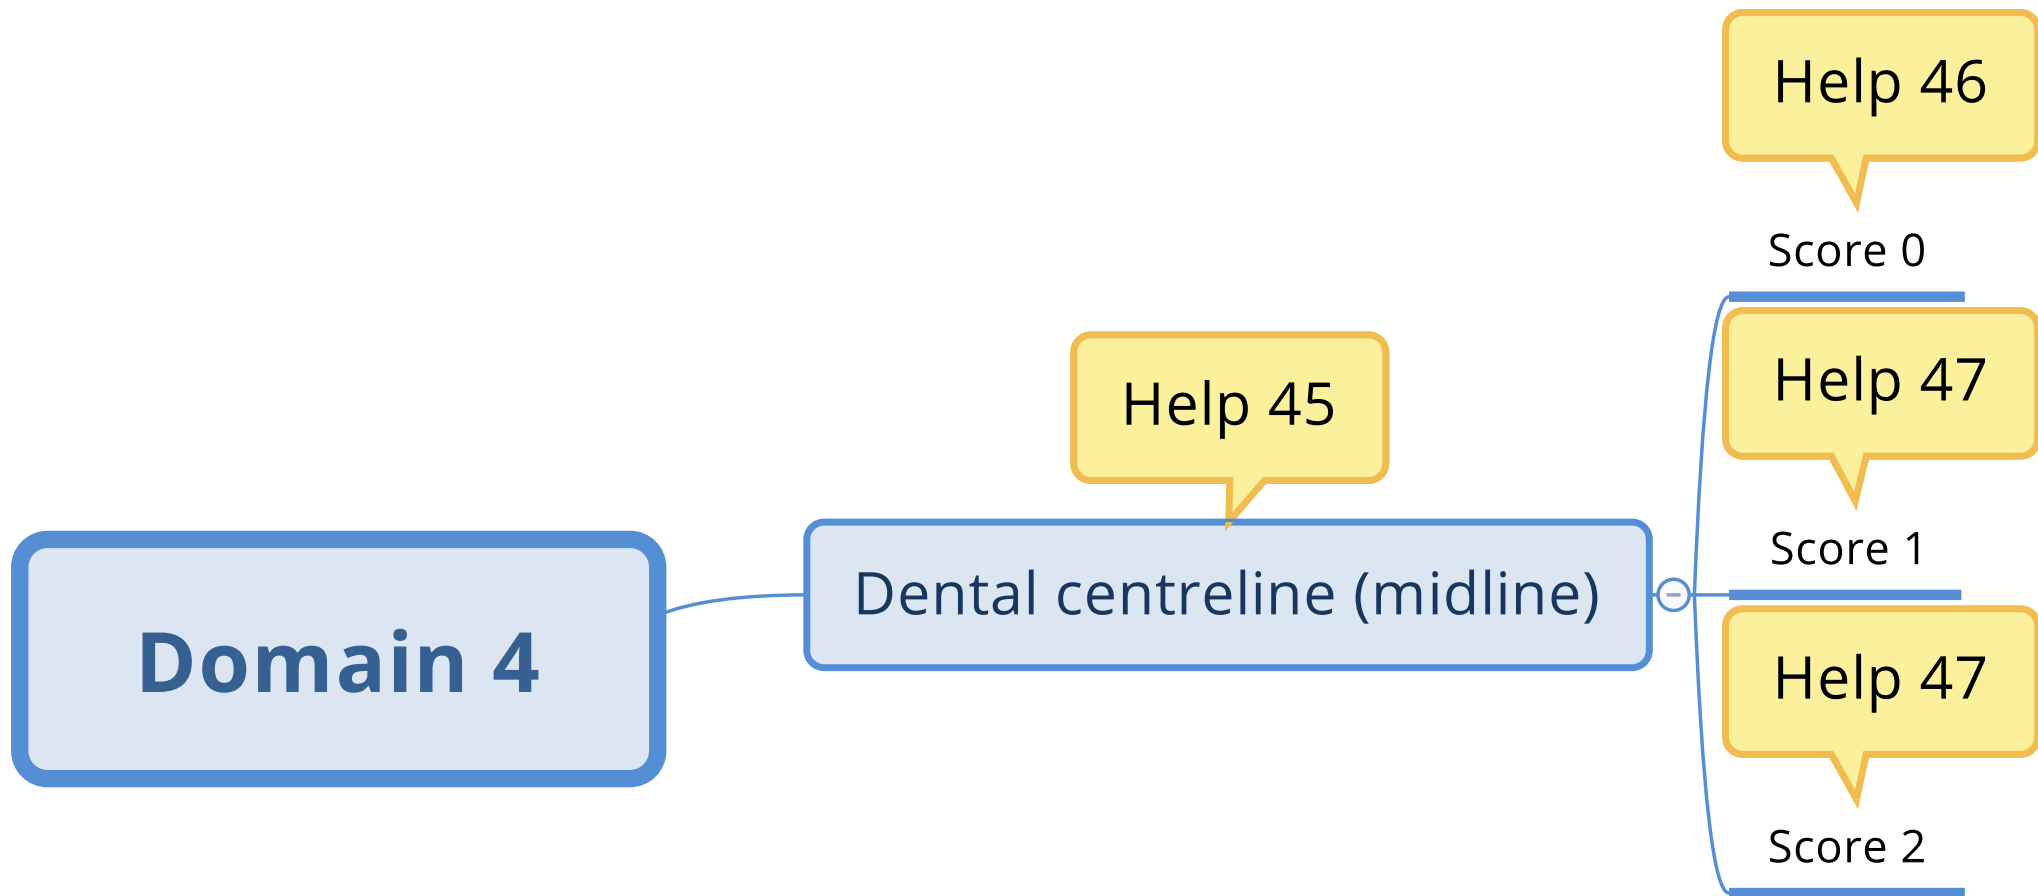 Help 46
Score 0
Help 47
Help 45
Score 1
Dental centreline (midline)
Domain 4
Help 47
Score 2